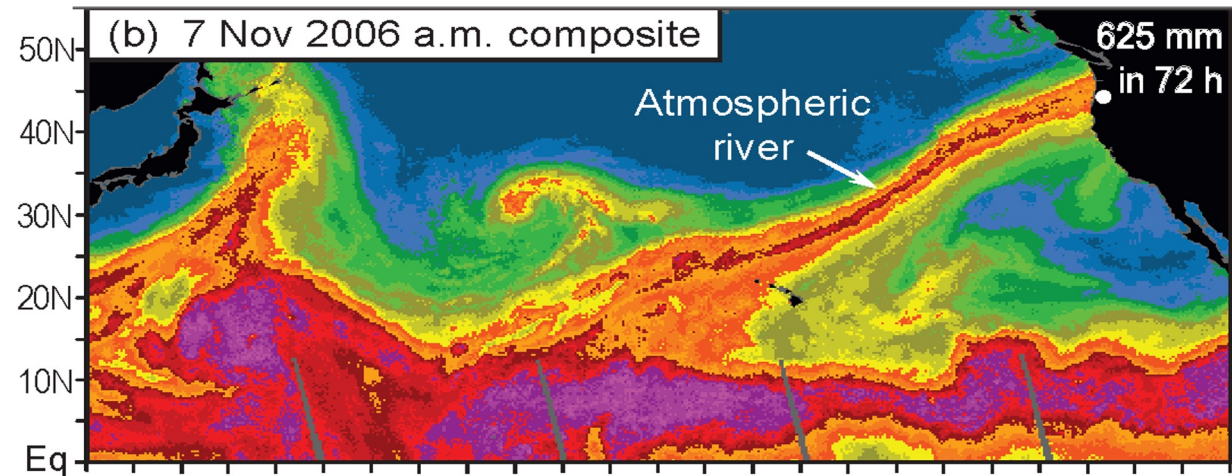 (b) 7 Nov 2006 a.m. composite
625 mm
in 72 h
Atmospheric
river
50N
40N
30N
20N
10N
Eq